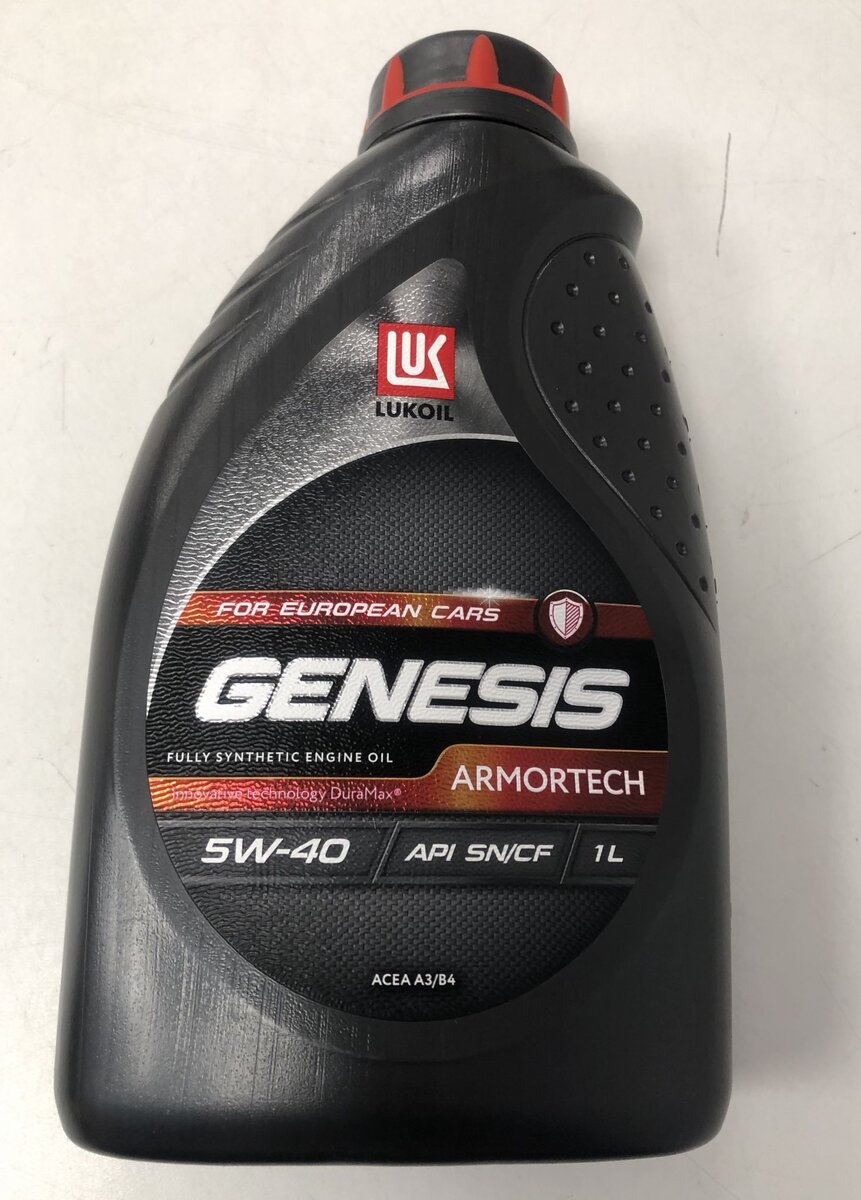 LUK
LUKOIL
FOR EUROPEAN CARS
GENESIS
FULLY SYNTHETIC ENGINE OIL
ARMORTECH
Innovative technology DuraMax®
5W-40 API SN/CF 1L
ACEA A3/B4